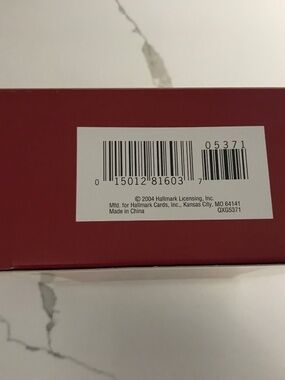 05371
0 15012 81603 7
© 2004 Hallmark Licensing, Inc.
Mfd. for Hallmark Cards, Inc., Kansas City, MO 64141
Made in China QXG5371